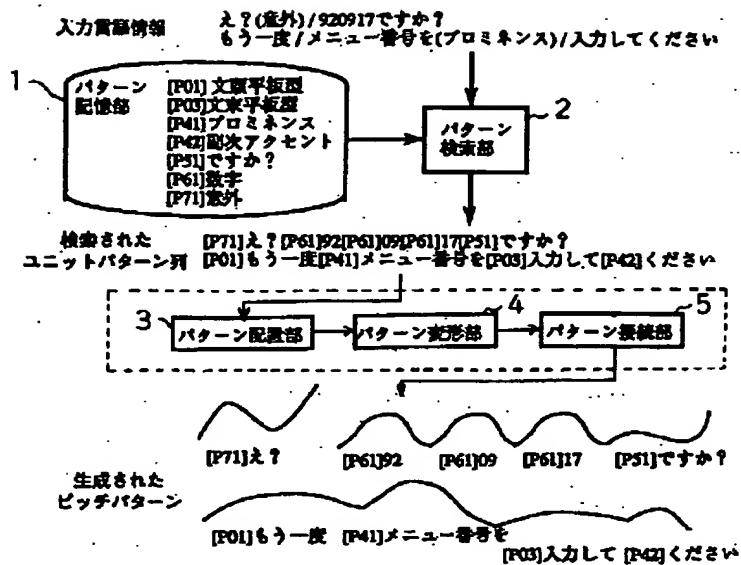 入力言語情報
え？(意外)/920917ですか？
もう一度/メニュー番号を(プロミネンス)/入力してください
1
パターン
記憶部
[P01]文頭平板型
[P03]文末平板型
[P41]プロミネンス
[P42]副次アクセント
[P51]ですか？
[P61]数字
[P71]意外
2
パターン
検索部
検索された
ユニットパターン列
[P71]え？[P61]92[P61]09[P61]17[P51]ですか？
[P01]もう一度[P41]メニュー番号を[P03]入力して[P42]ください
3
パターン配置部
4
パターン変形部
5
パターン接続部
[P71]え？
[P61]92
[P61]09
[P61]17
[P51]ですか？
生成された
ピッチパターン
[P01]もう一度
[P41]メニュー番号を
[P03]入力して
[P42]ください